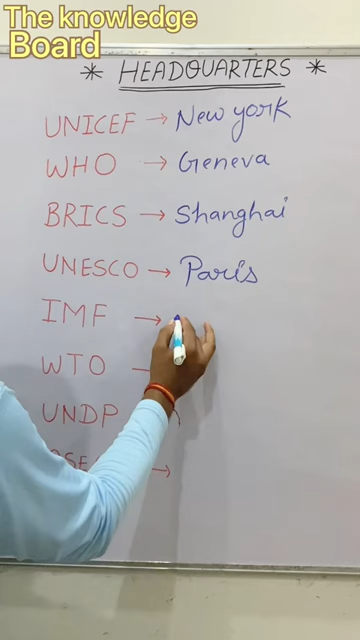 The knowledge
Board
* HEADQUARTERS *
UNICEF → New york
WHO → Geneva
BRICS → Shanghai
UNESCO → Paris
IMF →
WTO
UNDP
→